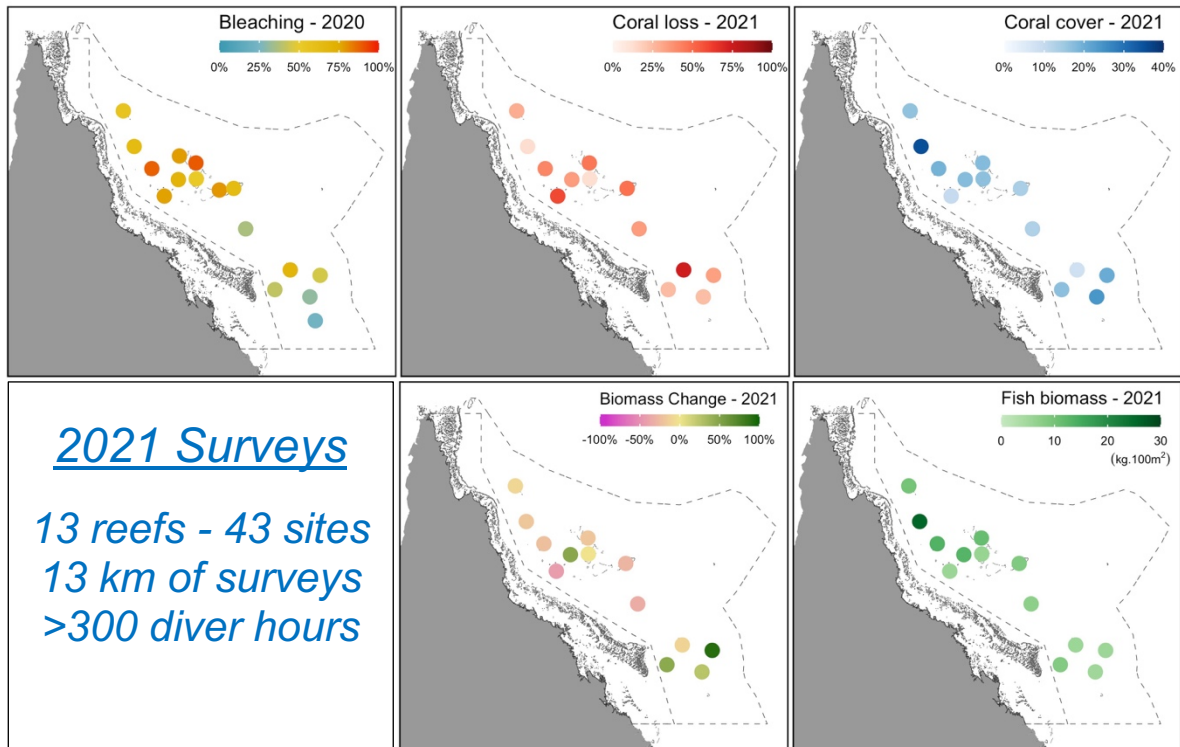 Bleaching - 2020
0% 25% 50% 75% 100%
Coral loss - 2021
0% 25% 50% 75% 100%
Coral cover - 2021
0% 10% 20% 30% 40%
2021 Surveys
13 reefs - 43 sites
13 km of surveys
>300 diver hours
Biomass Change - 2021
-100% -50% 0% 50% 100%
Fish biomass - 2021
0 10 20 30
(kg.100m²)